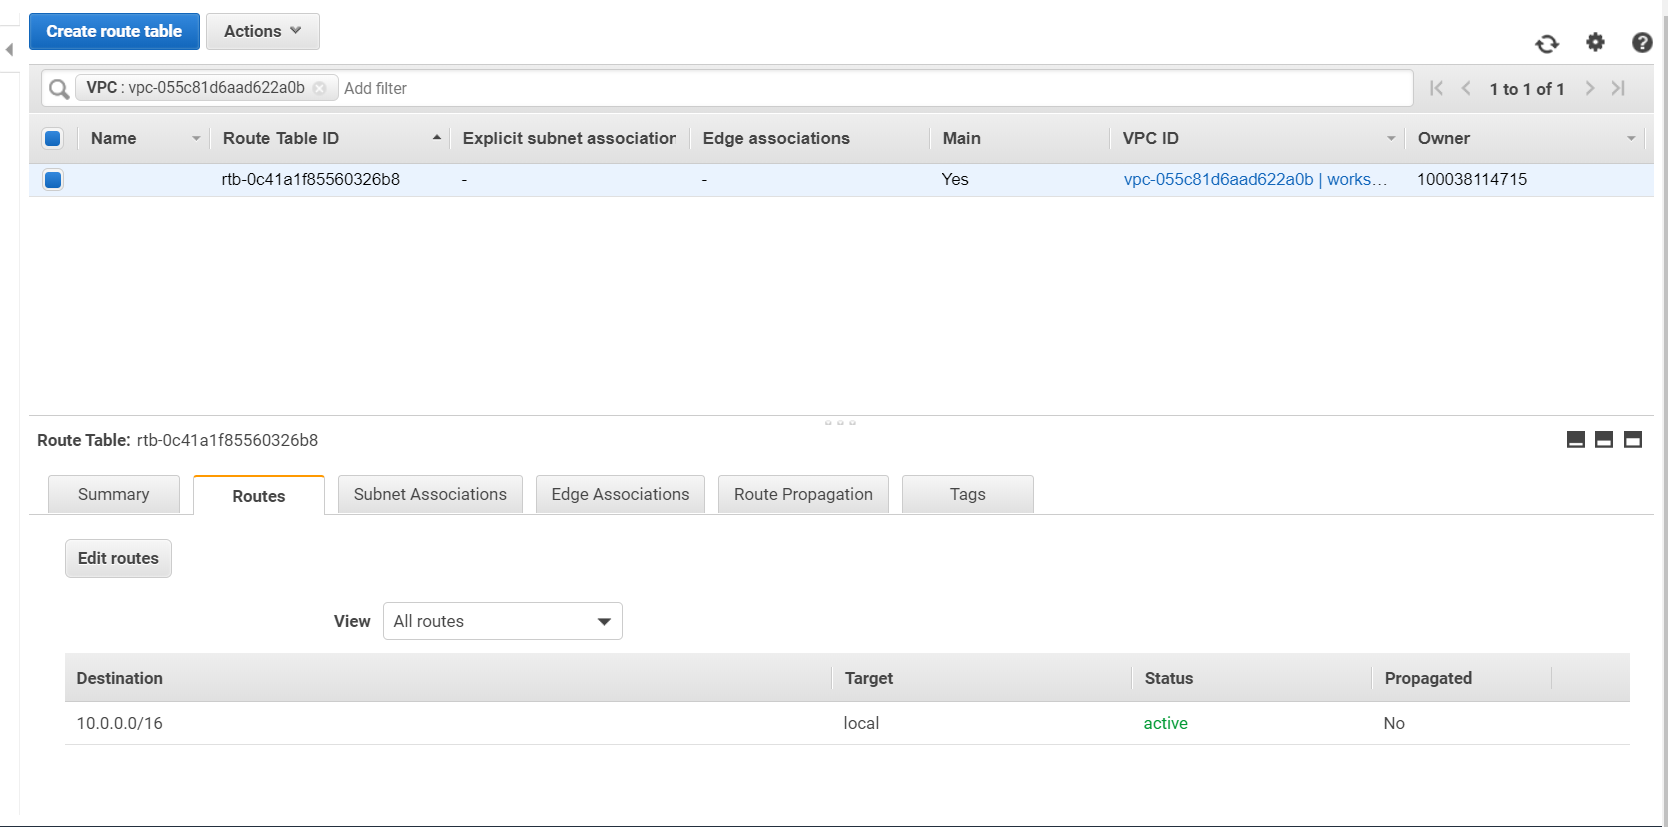 Create route table Actions
VPC : vpc-055c81d6aad622a0b Add filter 1 to 1 of 1
Name Route Table ID Explicit subnet association Edge associations Main VPC ID Owner
rtb-0c41a1f85560326b8 - - Yes vpc-055c81d6aad622a0b | works... 100038114715
Route Table: rtb-0c41a1f85560326b8
Summary Routes Subnet Associations Edge Associations Route Propagation Tags
Edit routes
View All routes
Destination Target Status Propagated
10.0.0.0/16 local active No